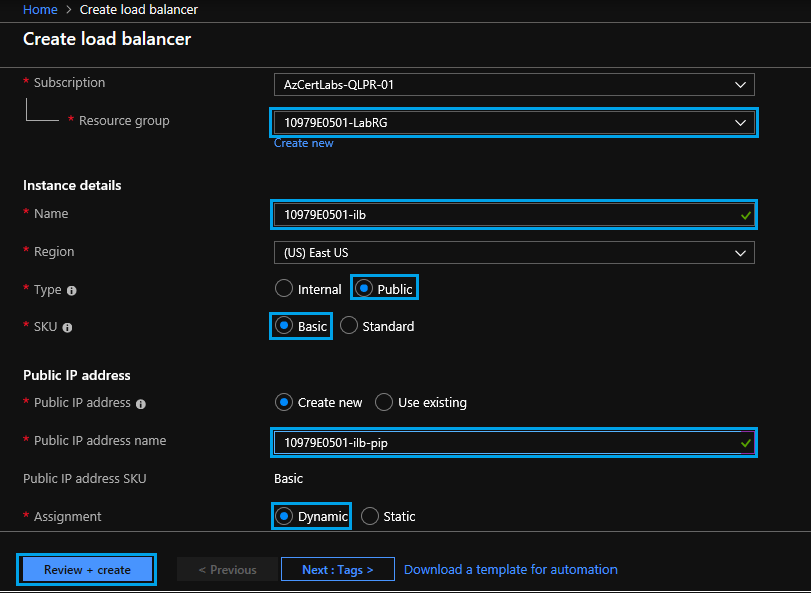 Home > Create load balancer
Create load balancer
* Subscription
AzCertLabs-QLPR-01
* Resource group
10979E0501-LabRG
Create new
Instance details
* Name
10979E0501-ilb
* Region
(US) East US
* Type
Internal Public
* SKU
Basic Standard
Public IP address
* Public IP address
Create new Use existing
* Public IP address name
10979E0501-ilb-pip
Public IP address SKU
Basic
* Assignment
Dynamic Static
Review + create
< Previous
Next : Tags >
Download a template for automation